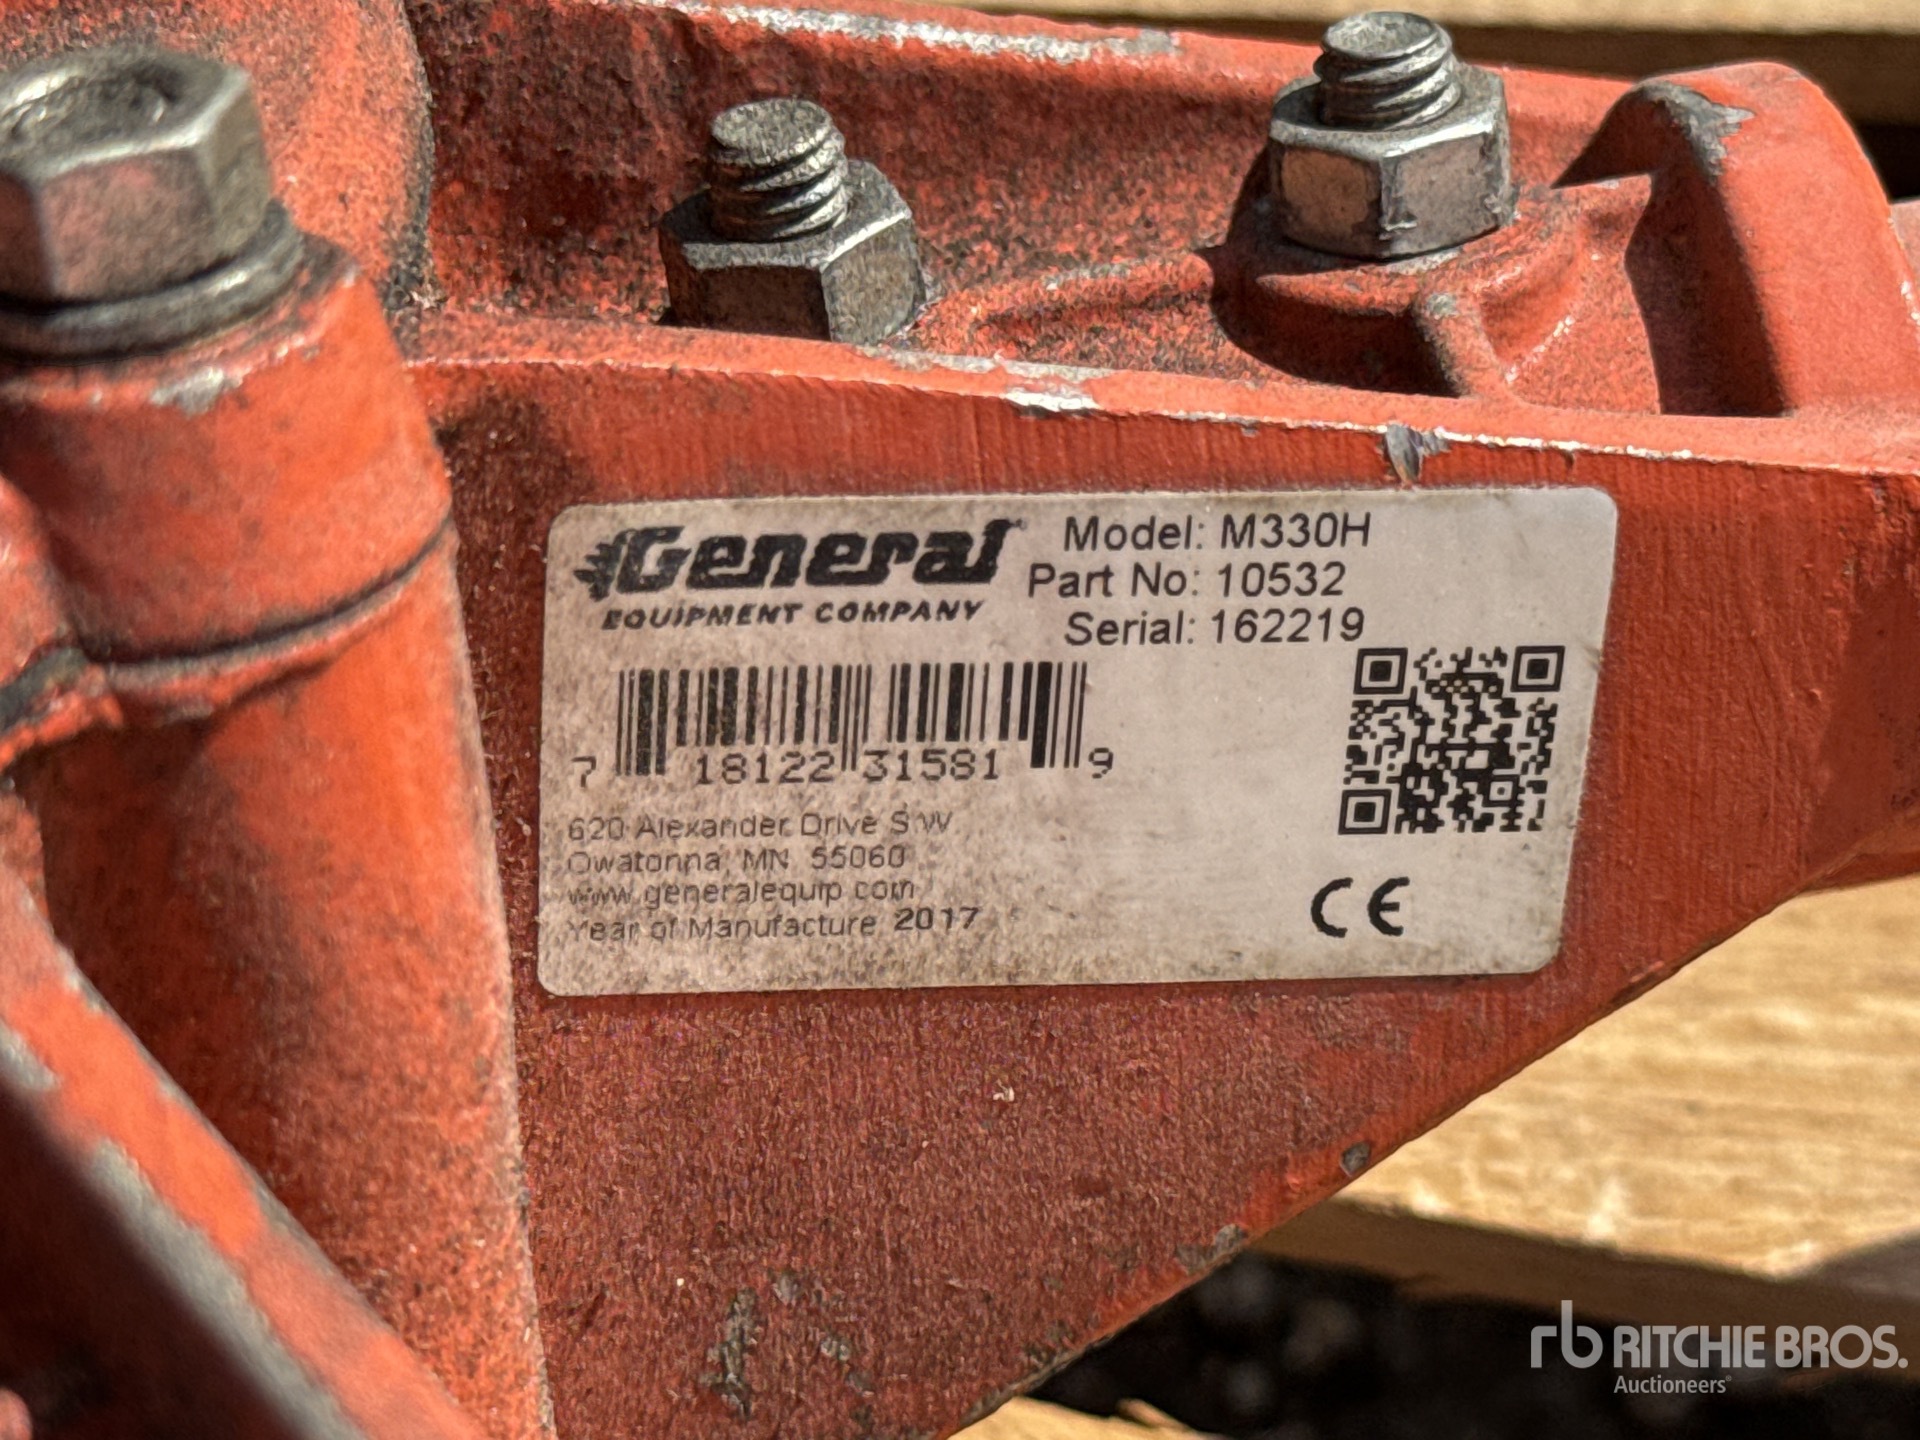 General
EQUIPMENT COMPANY
Model: M330H
Part No: 10532
Serial: 162219
7 18122 31581 9
620 Alexander Drive S W
Owatonna, MN 55060
www.generalequip.com
Year of Manufacture 2017
CE
rb RITCHIE BROS.
Auctioneers